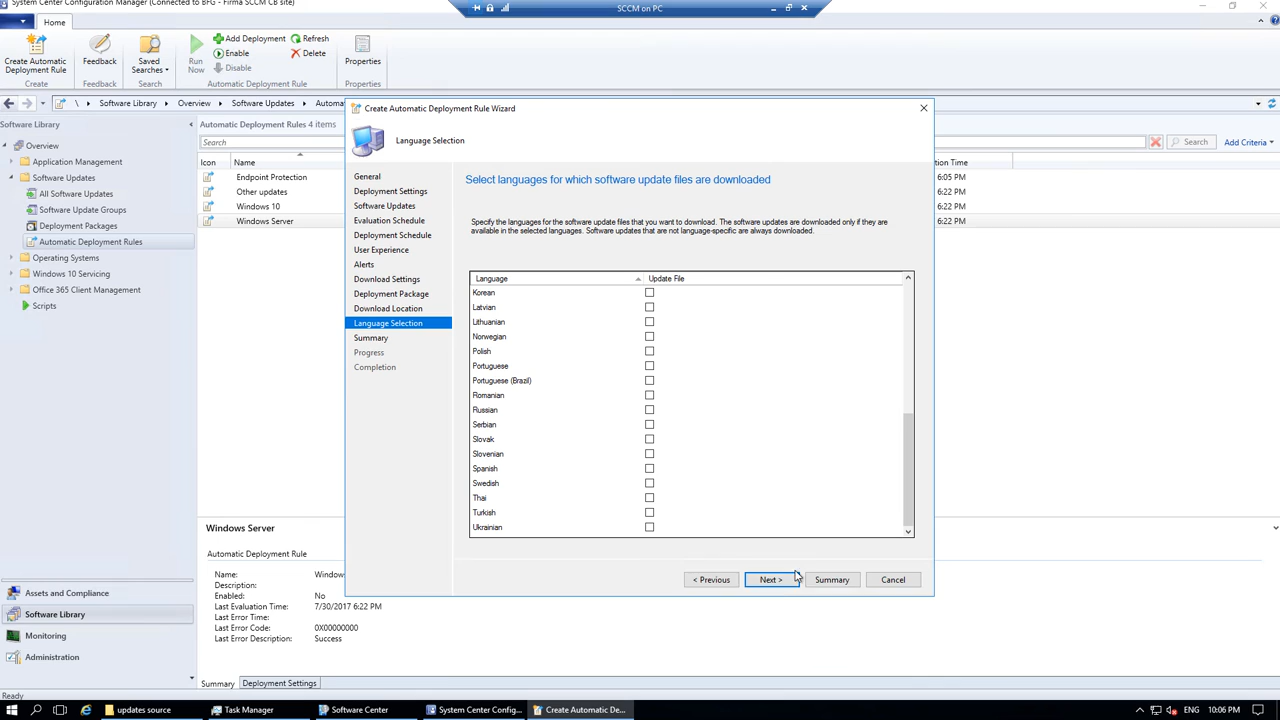 System Center Configuration Manager (Connected to BFG - Firma SCCM CB site)
SCCM on PC
Home
Create Automatic Deployment Rule
Feedback
Saved Searches
Run Now
Add Deployment
Enable
Disable
Refresh
Delete
Properties
Create
Feedback
Search
Automatic Deployment Rule
Properties
\ Software Library Overview Software Updates
Software Library
Overview
Application Management
Software Updates
All Software Updates
Software Update Groups
Deployment Packages
Automatic Deployment Rules
Operating Systems
Windows 10 Servicing
Office 365 Client Management
Scripts
Assets and Compliance
Software Library
Monitoring
Administration
Automatic Deployment Rules 4 items
Search
Search
Add Criteria
Icon Name
Time
Endpoint Protection
6:05 PM
Other updates
6:22 PM
Windows 10
6:22 PM
Windows Server
6:22 PM
Create Automatic Deployment Rule Wizard
Language Selection
General
Deployment Settings
Software Updates
Evaluation Schedule
Deployment Schedule
User Experience
Alerts
Download Settings
Deployment Package
Download Location
Language Selection
Summary
Progress
Completion
Select languages for which software update files are downloaded
Specify the languages for the software update files that you want to download. The software updates are downloaded only if they are
available in the selected languages. Software updates that are not language-specific are always downloaded.
Language Update File
Korean
Latvian
Lithuanian
Norwegian
Polish
Portuguese
Portuguese (Brazil)
Romanian
Russian
Serbian
Slovak
Slovenian
Spanish
Swedish
Thai
Turkish
Ukrainian
< Previous
Next >
Summary
Cancel
Windows Server
Automatic Deployment Rule
Name:
Description:
Enabled: No
Last Evaluation Time: 7/30/2017 6:22 PM
Last Error Time:
Last Error Code: 0X00000000
Last Error Description: Success
Summary Deployment Settings
Ready
updates source
Task Manager
Software Center
System Center Config...
Create Automatic De...
ENG 10:06 PM